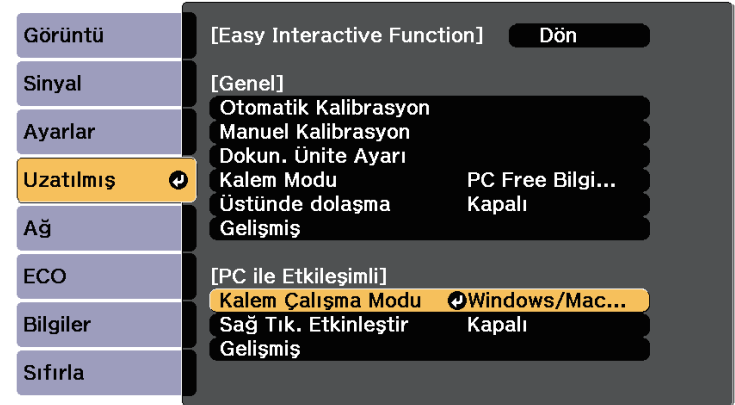 Görüntü
Sinyal
Ayarlar
Uzatılmış
Ağ
ECO
Bilgiler
Sıfırla
[Easy Interactive Function] Dön
[Genel]
Otomatik Kalibrasyon
Manuel Kalibrasyon
Dokun. Ünite Ayarı
Kalem Modu PC Free Bilgi...
Üstünde dolaşma Kapalı
Gelişmiş
[PC ile Etkileşimli]
Kalem Çalışma Modu Windows/Mac...
Sağ Tık. Etkinleştir Kapalı
Gelişmiş